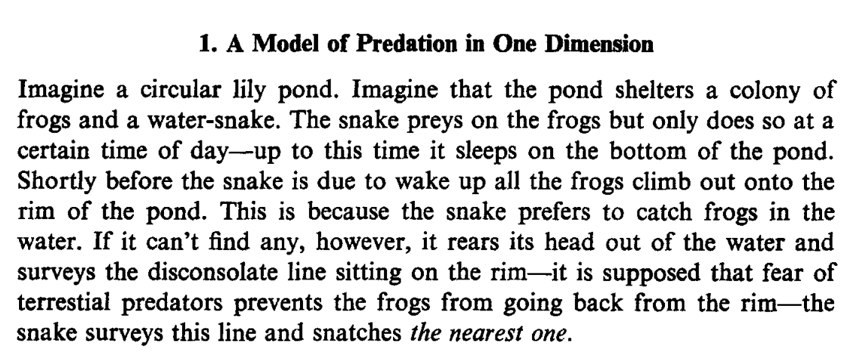 1. A Model of Predation in One Dimension
Imagine a circular lily pond. Imagine that the pond shelters a colony of
frogs and a water-snake. The snake preys on the frogs but only does so at a
certain time of day—up to this time it sleeps on the bottom of the pond.
Shortly before the snake is due to wake up all the frogs climb out onto the
rim of the pond. This is because the snake prefers to catch frogs in the
water. If it can't find any, however, it rears its head out of the water and
surveys the disconsolate line sitting on the rim—it is supposed that fear of
terrestial predators prevents the frogs from going back from the rim—the
snake surveys this line and snatches the nearest one.